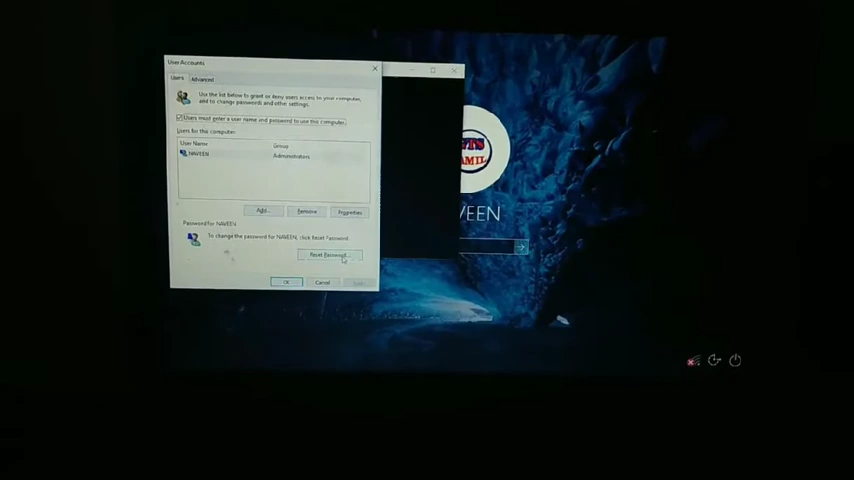 User Accounts
Users
Advanced
Use the list below to grant or deny users access to your computer,
and to change passwords and other settings.
Users must enter a user name and password to use this computer.
Users for this computer:
User Name
Group
NAVEEN
Administrators
Add...
Remove
Properties
Password for NAVEEN
To change the password for NAVEEN, click Reset Password.
Reset Password...
OK
Cancel
AMIL
VEEN